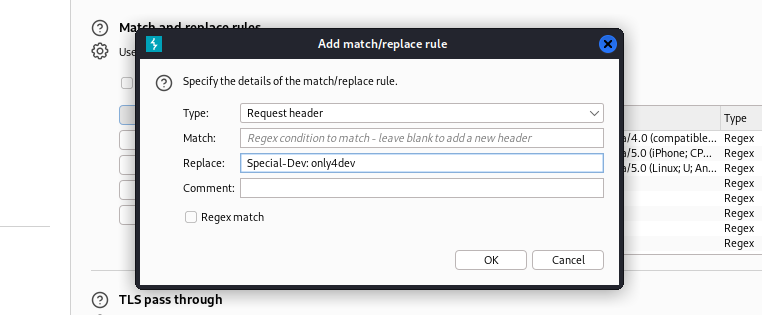 Match and replace rules
Add match/replace rule
Use
Specify the details of the match/replace rule.
Type: Request header
Match: Regex condition to match - leave blank to add a new header
Replace: Special-Dev: only4dev
Comment:
Regex match
OK Cancel
Type
a/4.0 (compatible... Regex
a/5.0 (iPhone; CP... Regex
a/5.0 (Linux; U; An... Regex
Regex
Regex
Regex
Regex
Regex
TLS pass through